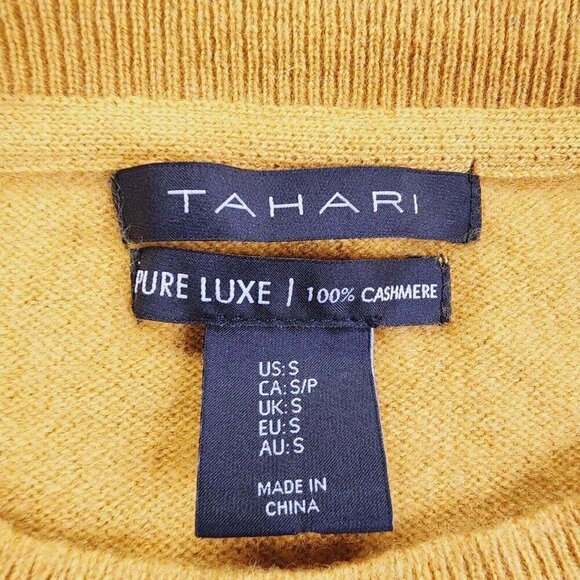 TAHARI
PURE LUXE / 100% CASHMERE
US: S
CA: S/P
UK: S
EU: S
AU: S
MADE IN
CHINA